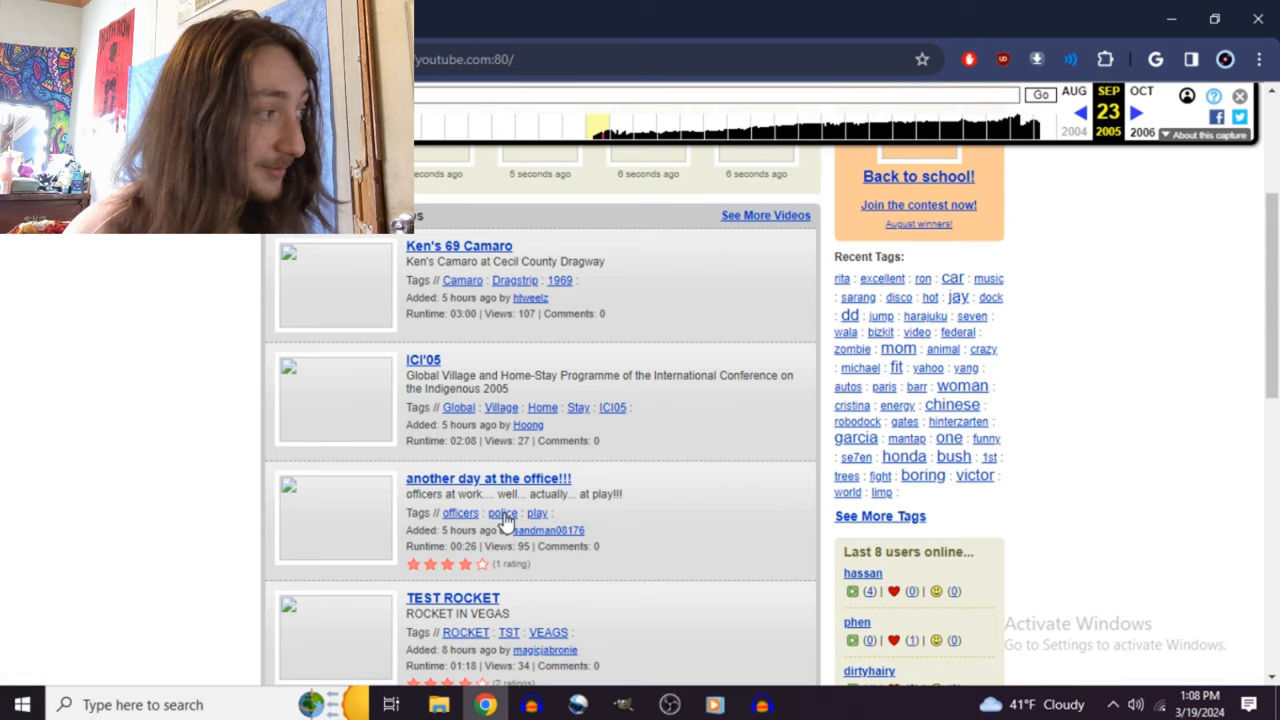 youtube.com:80/
Go
AUG
SEP
OCT
23
2004
2005
2006
About this capture
seconds ago
5 seconds ago
6 seconds ago
6 seconds ago
See More Videos
Ken's 69 Camaro
Ken's Camaro at Cecil County Dragway
Tags // Camaro : Dragstrip : 1969 :
Added: 5 hours ago by htweelz
Runtime: 03:00 | Views: 107 | Comments: 0
ICI'05
Global Village and Home-Stay Programme of the International Conference on
the Indigenous 2005
Tags // Global : Village : Home : Stay : ICI05 :
Added: 5 hours ago by Hoong
Runtime: 02:08 | Views: 27 | Comments: 0
another day at the office!!!
officers at work.... well... actually... at play!!!
Tags // officers : police : play :
Added: 5 hours ago sandman08176
Runtime: 00:26 | Views: 95 | Comments: 0
(1 rating)
TEST ROCKET
ROCKET IN VEGAS
Tags // ROCKET : TST : VEAGS :
Added: 8 hours ago by magicjabronie
Runtime: 01:18 | Views: 34 | Comments: 0
(2 ratings)
Back to school!
Join the contest now!
August winners!
Recent Tags:
rita : excellent : ron : car : music
: sarang : disco : hot : jay : dock
: dd : jump : harajuku : seven :
wala : bizkit : video : federal :
zombie : mom : animal : crazy
: michael : fit : yahoo : yang :
autos : paris : barr : woman :
cristina : energy : chinese :
robodock : gates : hinterzarten :
garcia : mantap : one : funny
: se7en : honda : bush : 1st :
trees : fight : boring : victor :
world : limp :
See More Tags
Last 8 users online...
hassan
(4) | (0) | (0)
phen
(0) | (1) | (0)
dirtyhairy
Activate Windows
Go to Settings to activate Windows.
Type here to search
41°F Cloudy
1:08 PM
3/19/2024